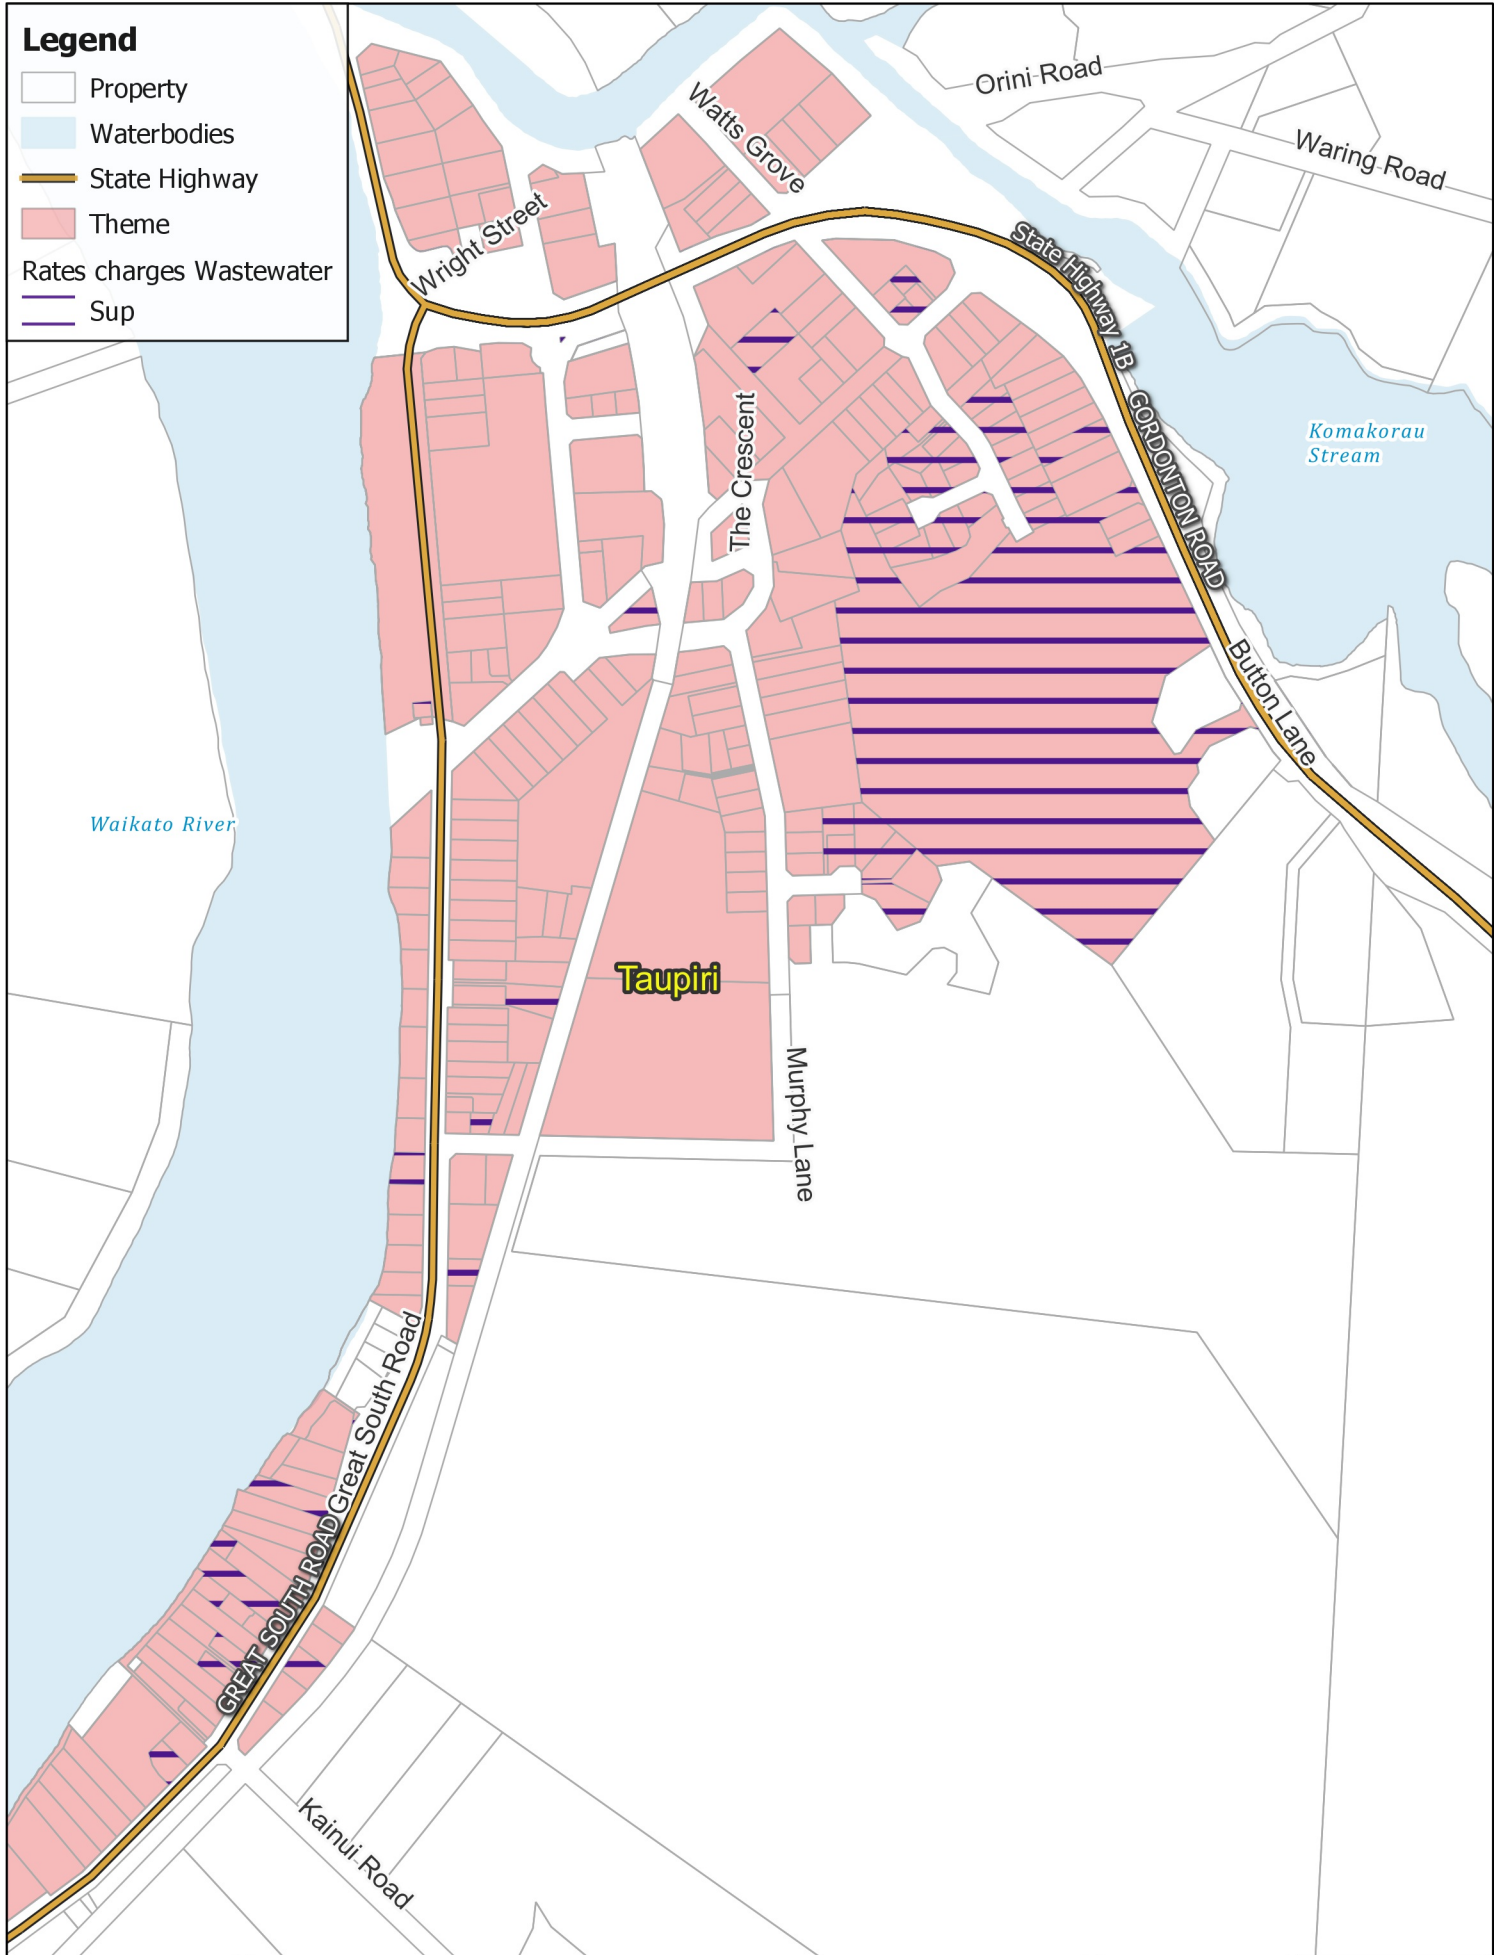 Legend
Property
Waterbodies
State Highway
Theme
Rates charges Wastewater
Sup
Orini Road
Watts Grove
Waring Road
Wright Street
State Highway 1B
GORDONTON ROAD
Komakorau
Stream
The Crescent
Button Lane
Waikato River
Taupiri
Murphy Lane
Great South Road
GREAT SOUTH ROAD
Kainui Road